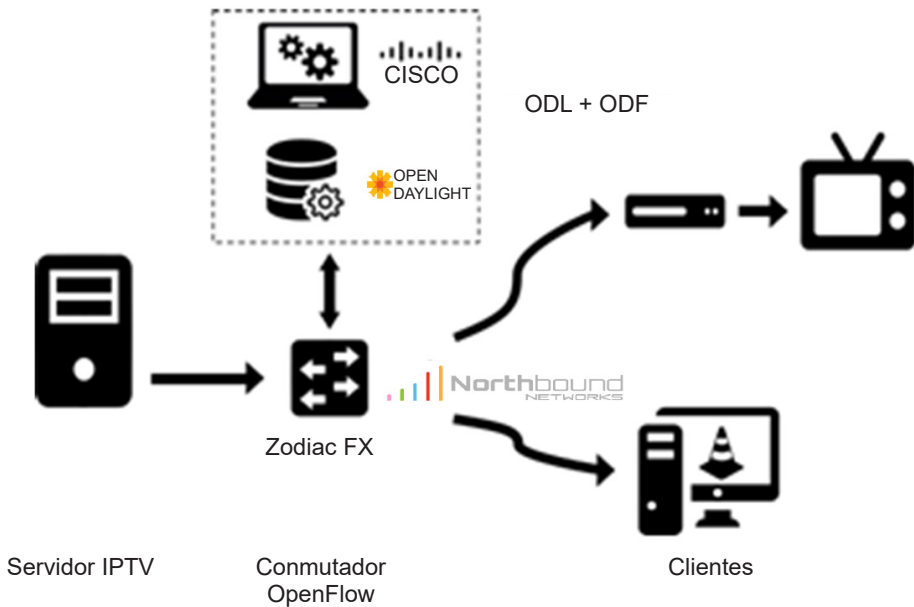 CISCO
ODL + ODF
OPEN
DAYLIGHT
Northbound
NETWORKS
Zodiac FX
Servidor IPTV
Conmutador
OpenFlow
Clientes